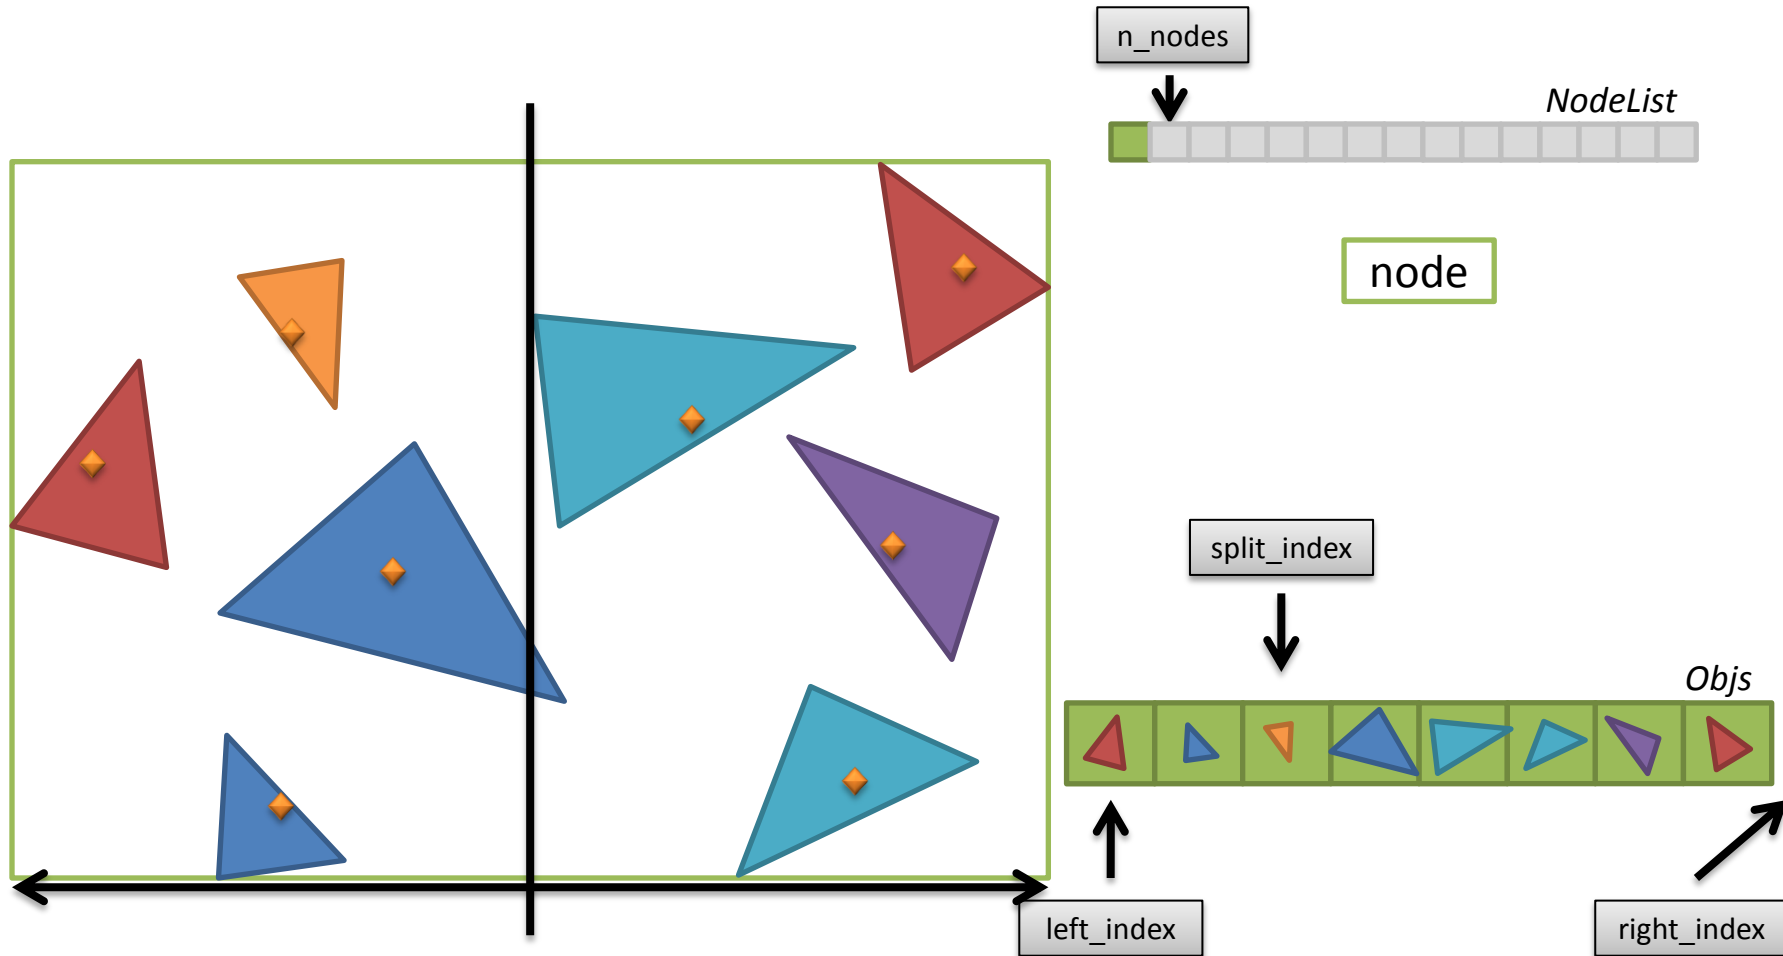 n_nodes
NodeList
node
split_index
Objs
left_index
right_index